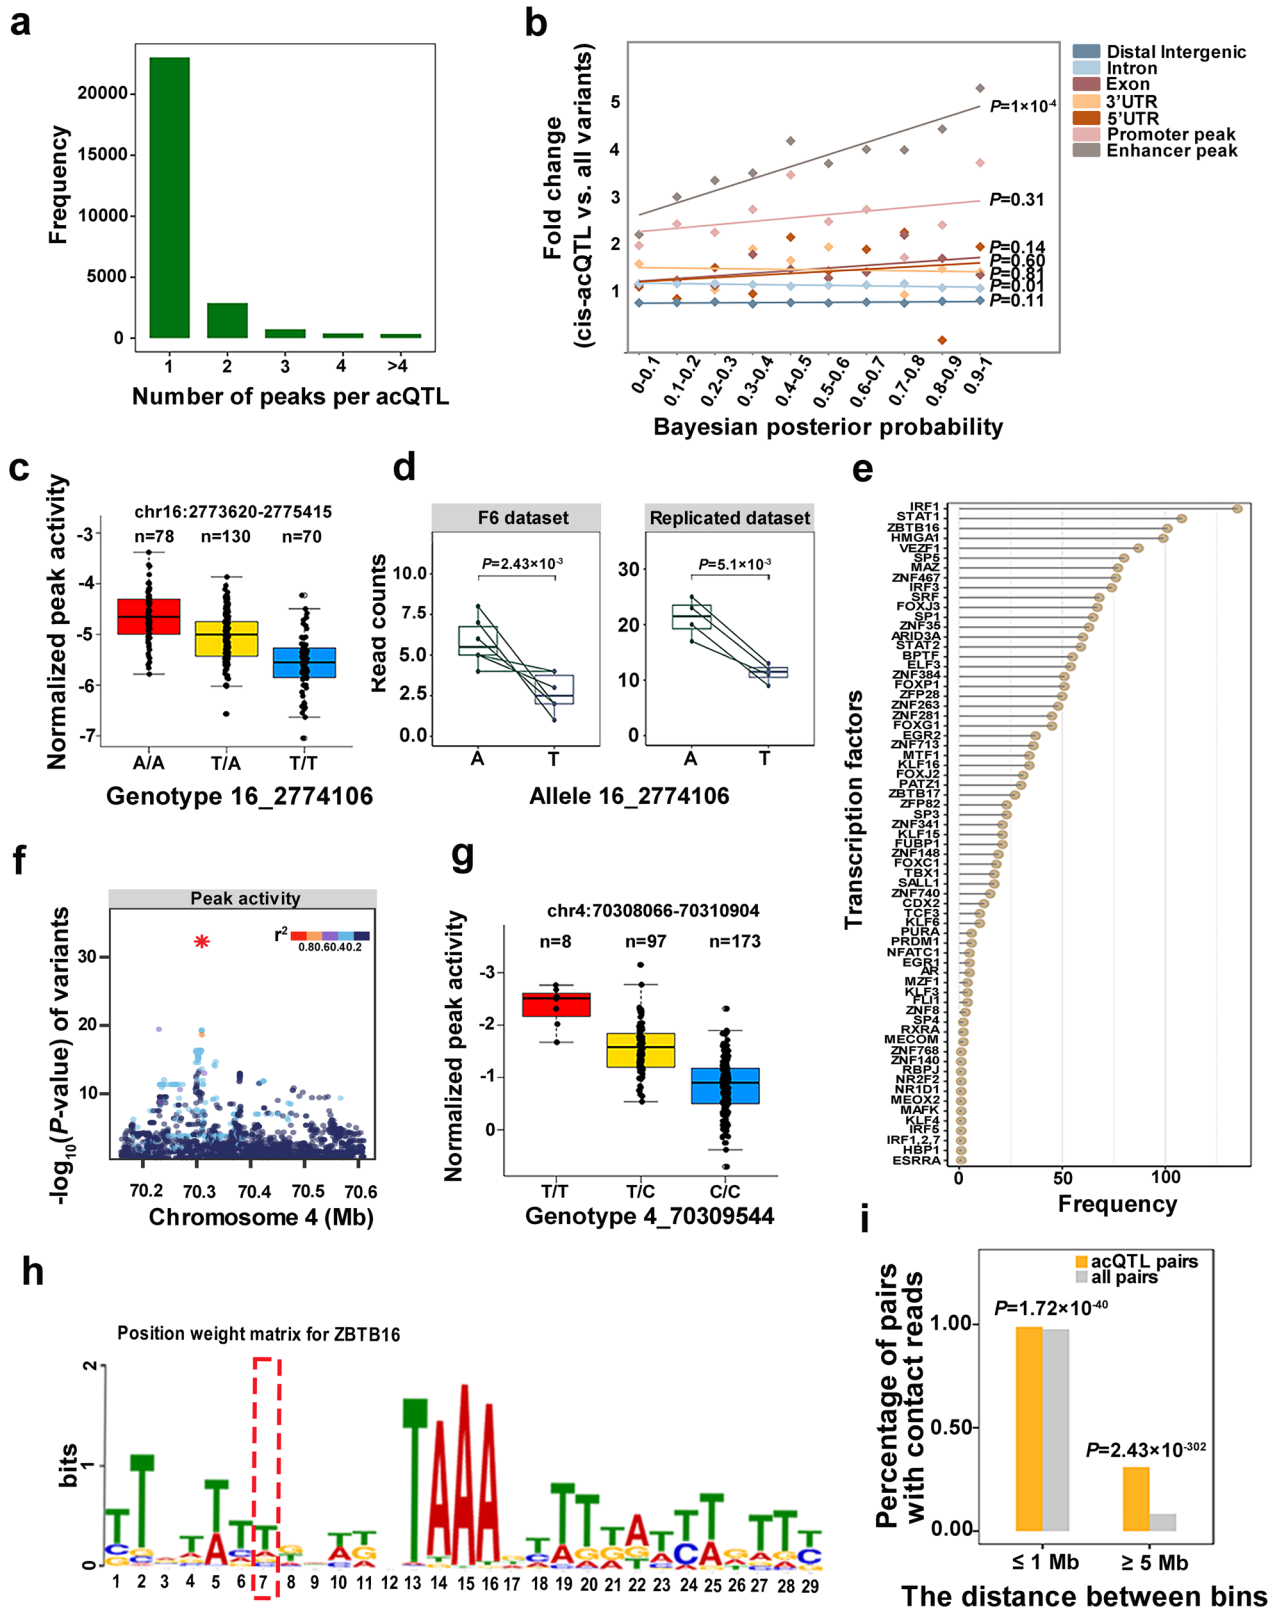 a
Frequency
20000
15000
10000
5000
0
1 2 3 4 >4
Number of peaks per acQTL
b
Fold change
(cis-acQTL vs. all variants)
5
4
3
2
1
P=1×10-4
P=0.31
P=0.14
P=0.60
P=0.81
P=0.01
P=0.11
0-0.1 0.1-0.2 0.2-0.3 0.3-0.4 0.4-0.5 0.5-0.6 0.6-0.7 0.7-0.8 0.8-0.9 0.9-1
Bayesian posterior probability
Distal Intergenic
Intron
Exon
3'UTR
5'UTR
Promoter peak
Enhancer peak
c
Normalized peak activity
chr16:2773620-2775415
n=78 n=130 n=70
-3
-4
-5
-6
-7
A/A T/A T/T
Genotype 16_2774106
d
Read counts
F6 dataset
P=2.43×10-3
10.0
7.5
5.0
2.5
0.0
A T
Replicated dataset
P=5.1×10-3
30
20
10
0
A T
Allele 16_2774106
e
Transcription factors
IRF1
STAT1
ZBTB16
HMGA1
VEZF1
SP5
MAZ
ZNF467
IRF3
SRF
FOXJ3
SP1
ZNF35
ARID3A
STAT2
BPTF
ELF3
ZNF384
FOXP1
ZFP28
ZNF263
ZNF281
FOXG1
EGR2
ZNF713
MTF1
KLF16
FOXJ2
PATZ1
ZBTB17
ZFP82
SP3
ZNF341
KLF15
FUBP1
ZNF148
FOXC1
TBX1
SALL1
ZNF740
CDX2
TCF3
KLF6
PURA
PRDM1
NFATC1
EGR1
AR
MZF1
KLF3
FLI1
ZNF8
SP4
RXRA
MECOM
ZNF768
ZNF140
RBPJ
NR2F2
NR1D1
MEOX2
MAFK
KLF4
IRF5
IRF1,2,7
HBP1
ESRRA
0 50 100
Frequency
f
Peak activity
-log10(P-value) of variants
r2
0.80.60.40.2
30
20
10
70.2 70.3 70.4 70.5 70.6
Chromosome 4 (Mb)
g
Normalized peak activity
chr4:70308066-70310904
n=8 n=97 n=173
-3
-2
-1
0
T/T T/C C/C
Genotype 4_70309544
h
Position weight matrix for ZBTB16
bits
2
1
0
1 2 3 4 5 6 7 8 9 10 11 12 13 14 15 16 17 18 19 20 21 22 23 24 25 26 27 28 29
i
Percentage of pairs
with contact reads
acQTL pairs
all pairs
P=1.72×10-40
P=2.43×10-302
1.00
0.50
0.00
≤ 1 Mb ≥ 5 Mb
The distance between bins